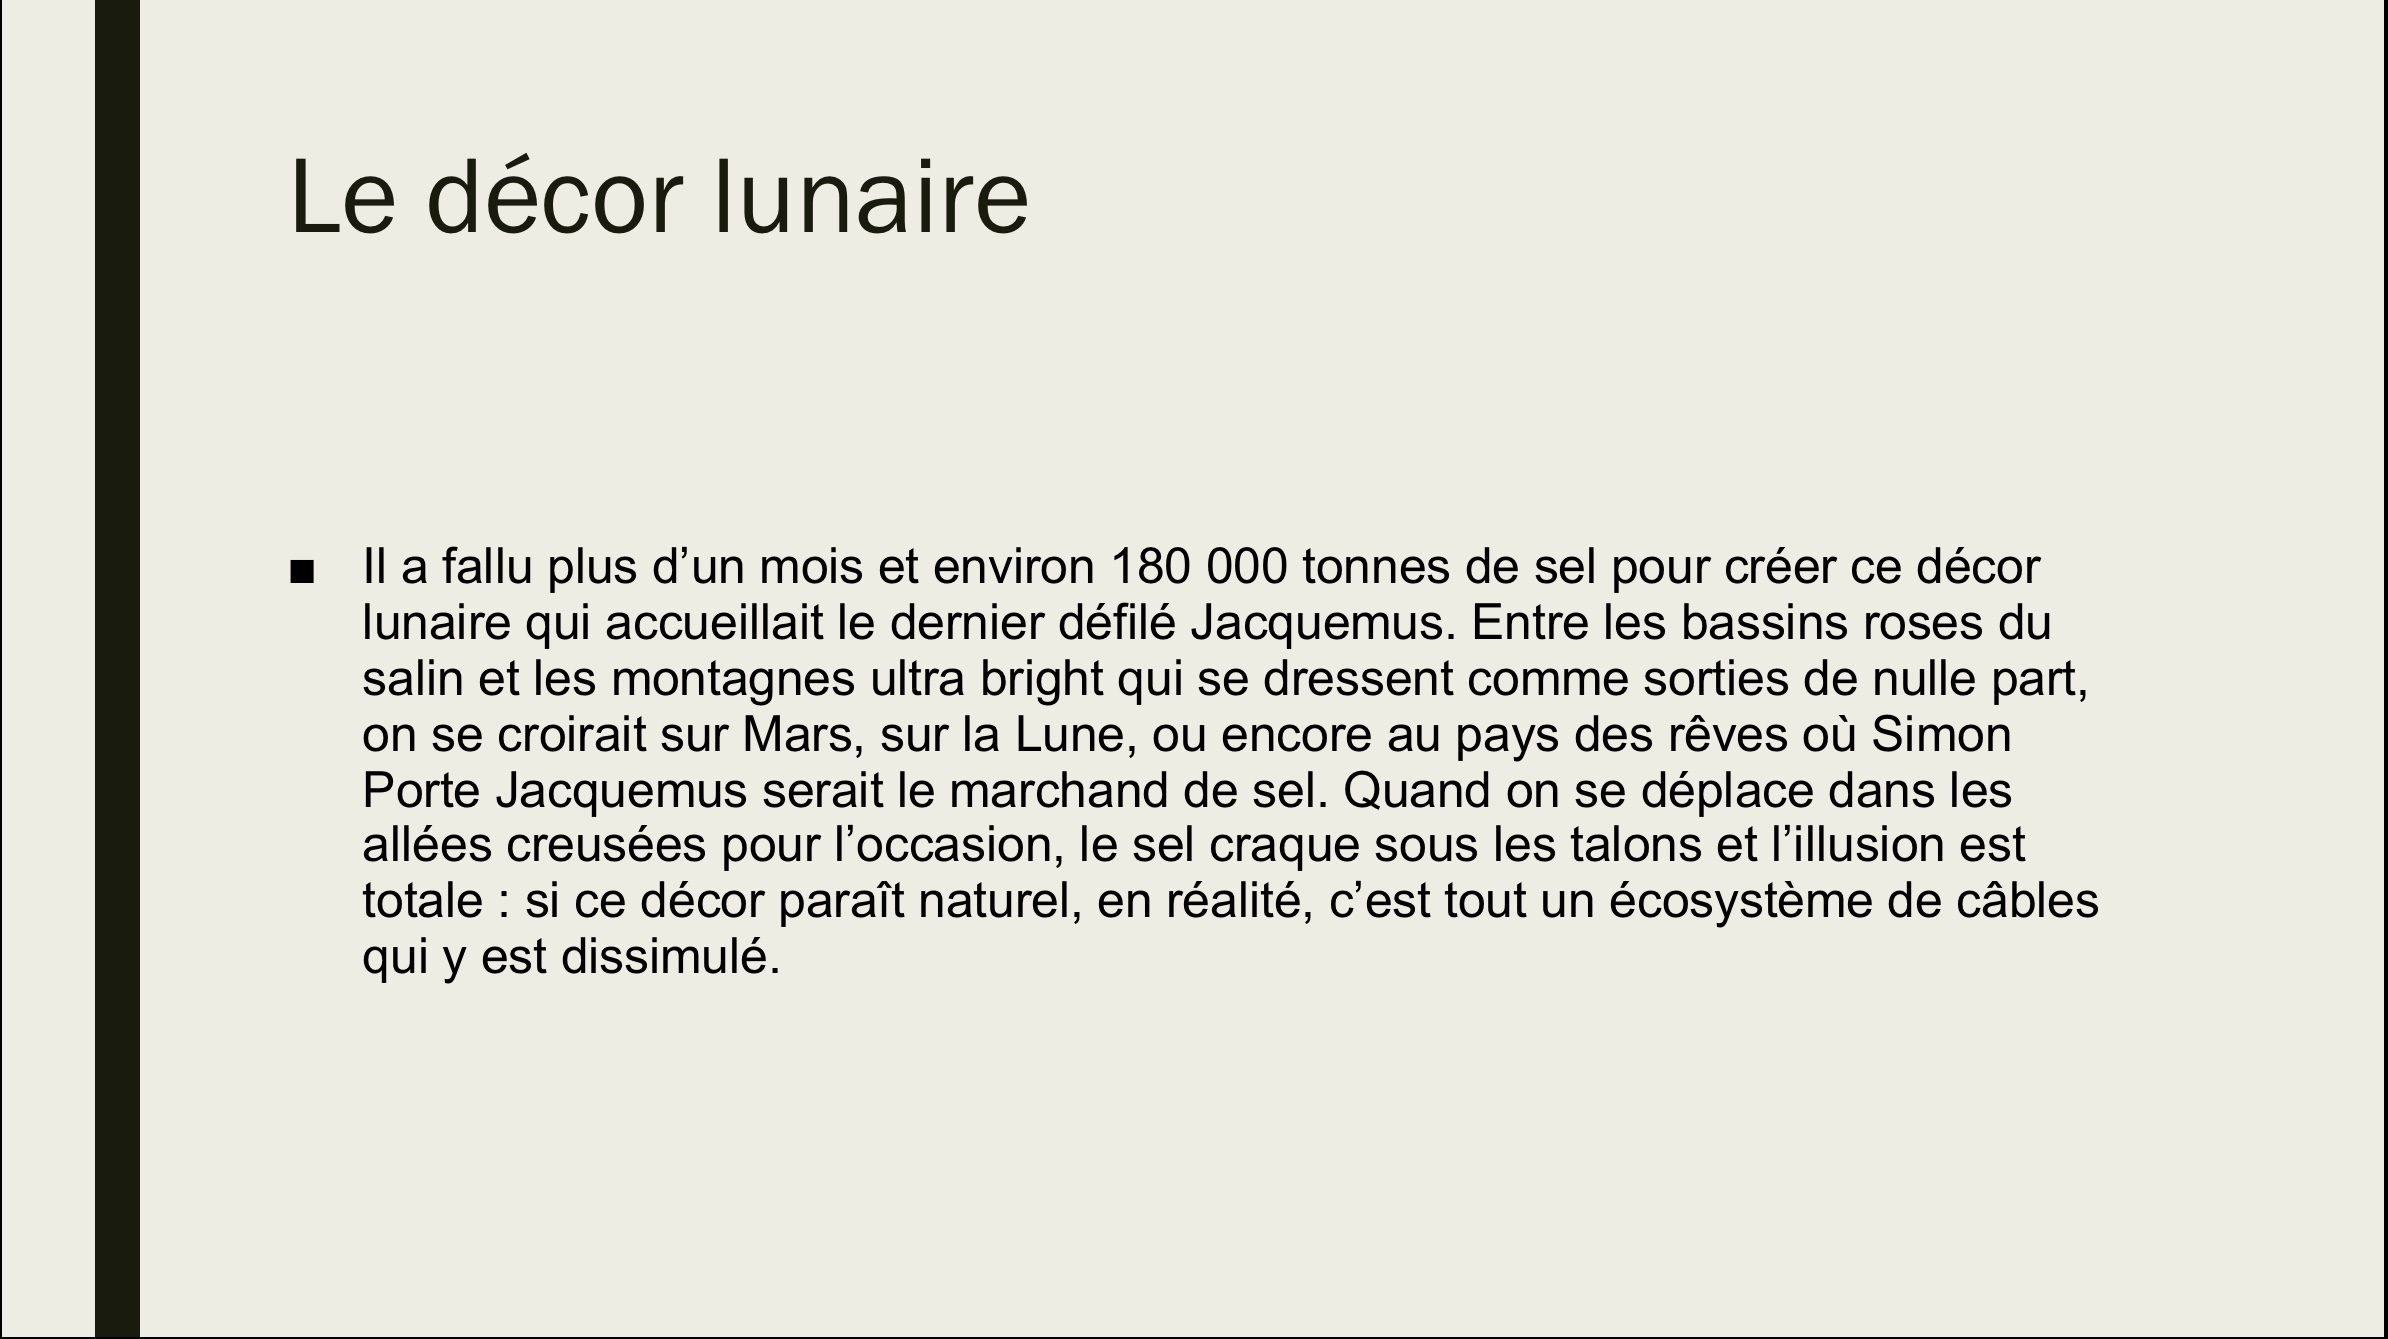 Le décor lunaire
■ Il a fallu plus d’un mois et environ 180 000 tonnes de sel pour créer ce décor
lunaire qui accueillait le dernier défilé Jacquemus. Entre les bassins roses du
salin et les montagnes ultra bright qui se dressent comme sorties de nulle part,
on se croirait sur Mars, sur la Lune, ou encore au pays des rêves où Simon
Porte Jacquemus serait le marchand de sel. Quand on se déplace dans les
allées creusées pour l’occasion, le sel craque sous les talons et l’illusion est
totale : si ce décor paraît naturel, en réalité, c’est tout un écosystème de câbles
qui y est dissimulé.